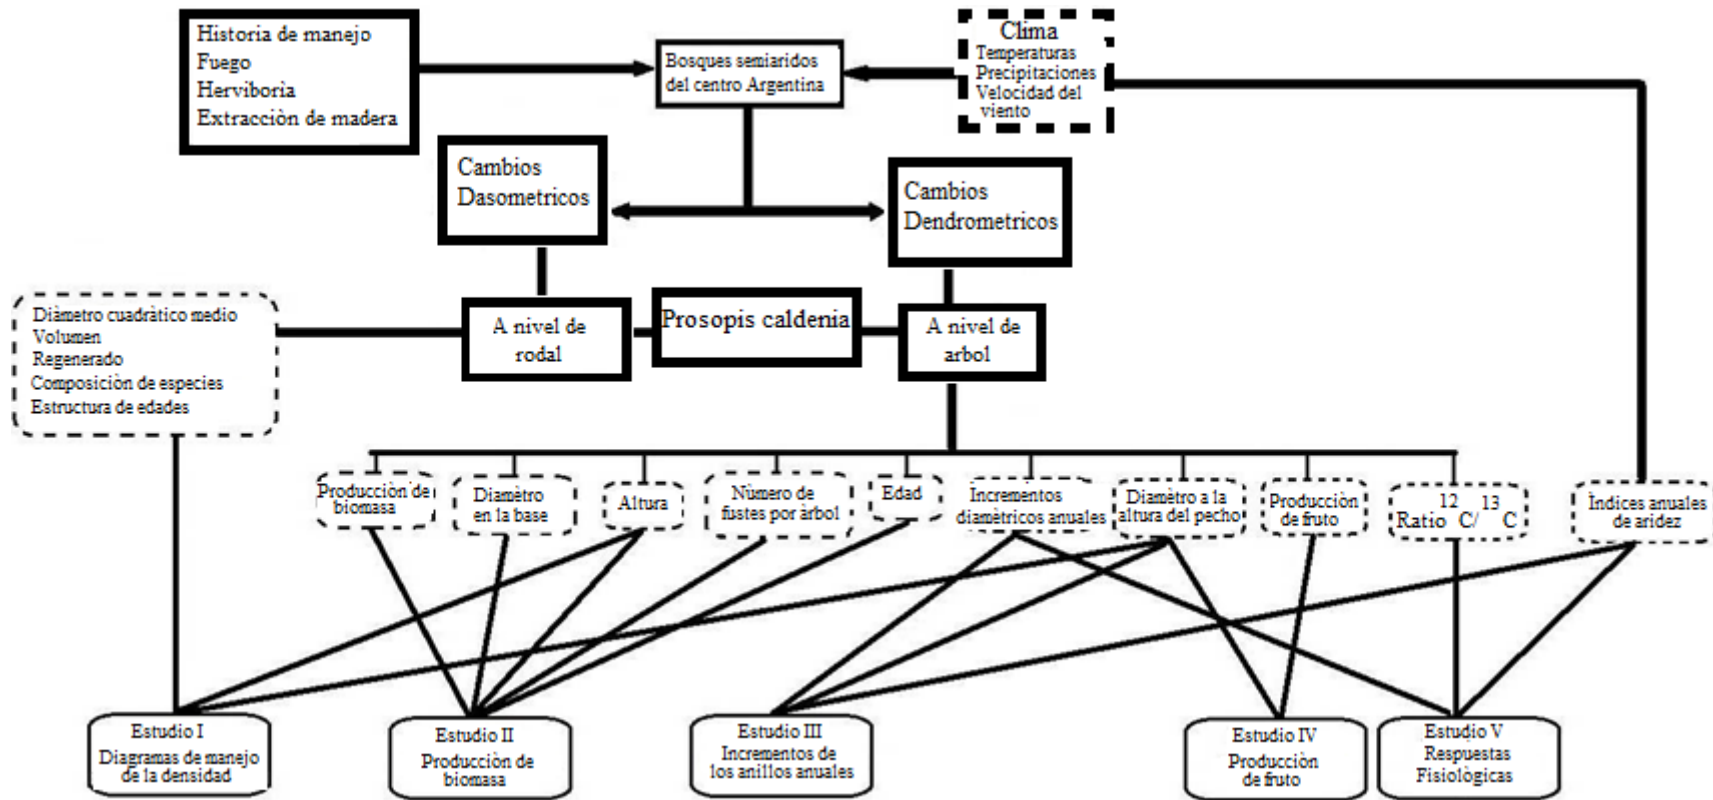 Historia de manejo
Fuego
Herviboria
Extracciòn de madera
Bosques semiaridos
del centro Argentina
Clima
Temperaturas
Precipitaciones
Velocidad del
viento
Cambios
Dasometricos
Cambios
Dendrometricos
Diàmetro cuadràtico medio
Volumen
Regenerado
Composiciòn de especies
Estructura de edades
A nivel de
rodal
Prosopis caldenia
A nivel de
arbol
Producciòn de
biomasa
Diamètro
en la base
Altura
Nùmero de
fustes por àrbol
Edad
Incrementos
diamètricos anuales
Diamètro a la
altura del pecho
Producciòn
de fruto
Ratio 12 C/ 13 C
Ìndices anuales
de aridez
Estudio I
Diagramas de manejo
de la densidad
Estudio II
Producciòn de
biomasa
Estudio III
Incrementos de
los anillos anuales
Estudio IV
Producciòn
de fruto
Estudio V
Respuestas
Fisiològicas